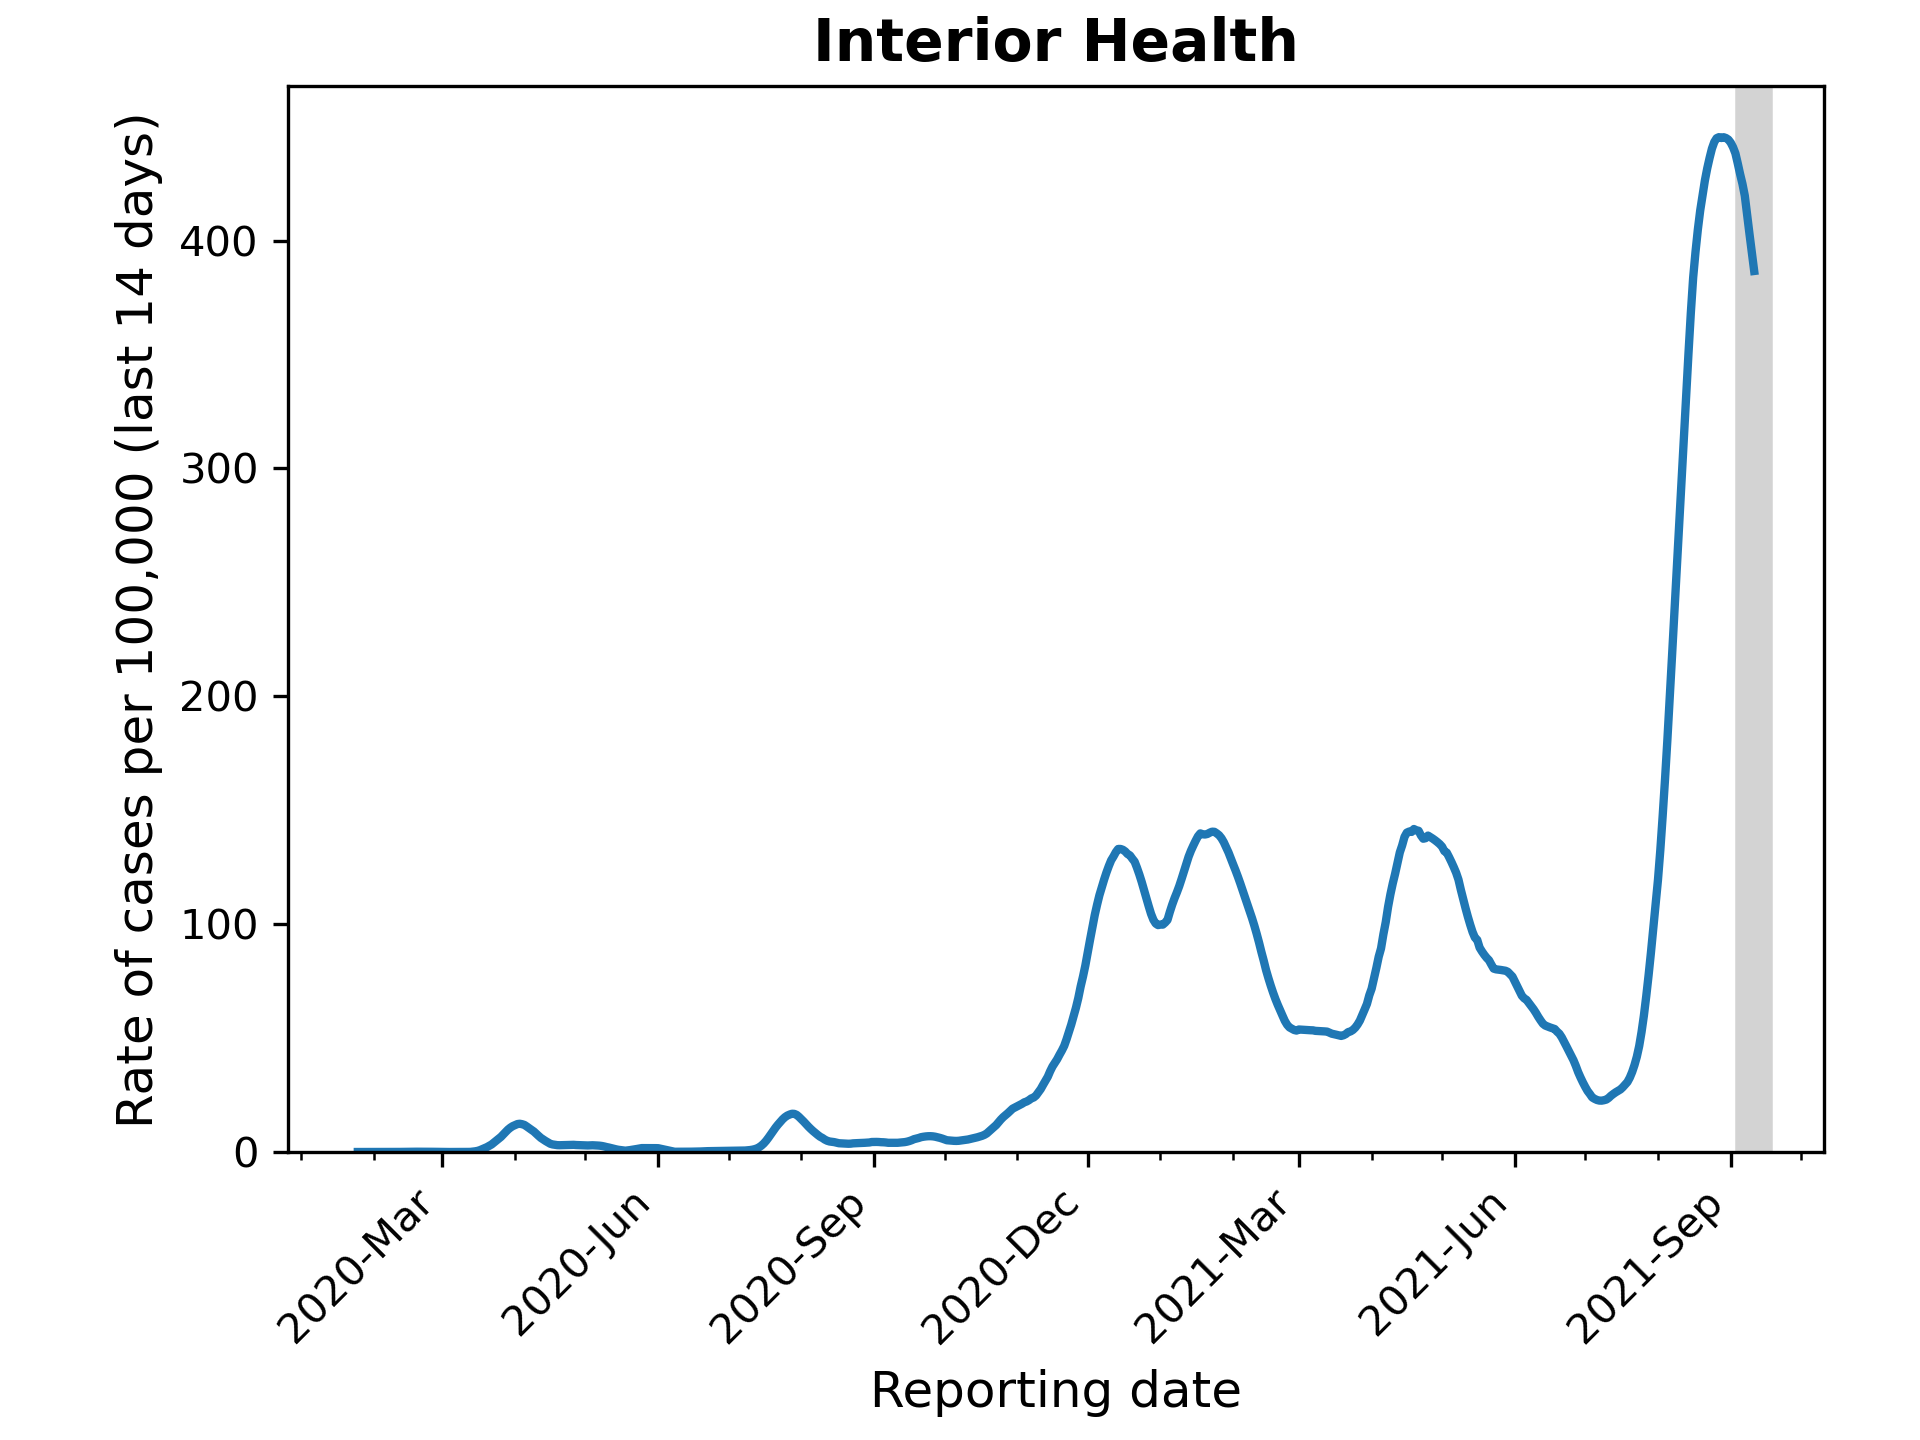 Interior Health
Rate of cases per 100,000 (last 14 days)
400
300
200
100
0
2020-Mar
2020-Jun
2020-Sep
2020-Dec
2021-Mar
2021-Jun
2021-Sep
Reporting date